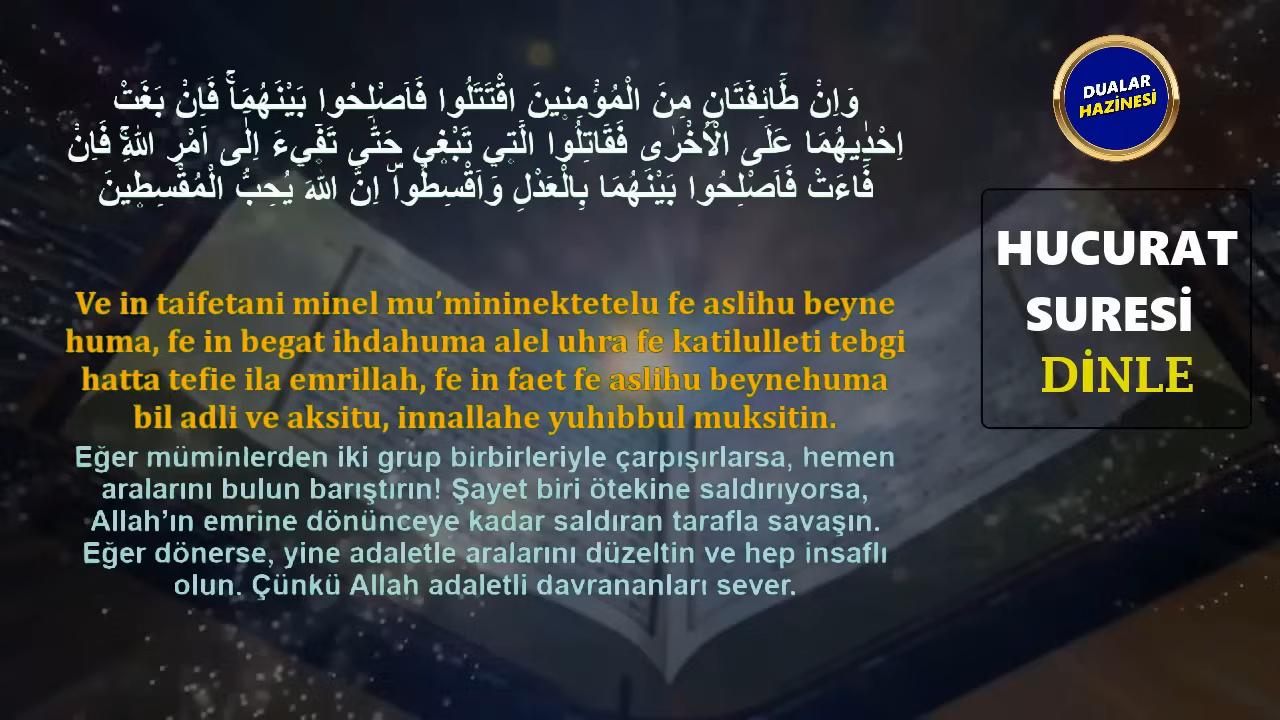 وَاِنْ طَٓائِفَتَانِ مِنَ الْمُؤْمِن۪ينَ اقْتَتَلُوا فَاَصْلِحُوا بَيْنَهُمَاۚ فَاِنْ بَغَتْ
اِحْدٰيهُمَا عَلَى الْاُخْرٰى فَقَاتِلُوا الَّت۪ي تَبْغ۪ي حَتّٰى تَف۪ٓيءَ اِلٰٓى اَمْرِ اللّٰهِۚ فَاِنْ
فَٓاءَتْ فَاَصْلِحُوا بَيْنَهُمَا بِالْعَدْلِ وَاَقْسِطُواۜ اِنَّ اللّٰهَ يُحِبُّ الْمُقْسِط۪ينَ
Ve in taifetani minel mu’mininektetelu fe aslihu beyne
huma, fe in begat ihdahuma alel uhra fe katilulleti tebgi
hatta tefie ila emrillah, fe in faet fe aslihu beynehuma
bil adli ve aksitu, innallahe yuhıbbul muksitin.
Eğer müminlerden iki grup birbirleriyle çarpışırlarsa, hemen
aralarını bulun barıştırın! Şayet biri ötekine saldırıyorsa,
Allah’ın emrine dönünceye kadar saldıran tarafla savaşın.
Eğer dönerse, yine adaletle aralarını düzeltin ve hep insaflı
olun. Çünkü Allah adaletli davrananları sever.
DUALAR
HAZİNESİ
HUCURAT
SURESİ
DİNLE